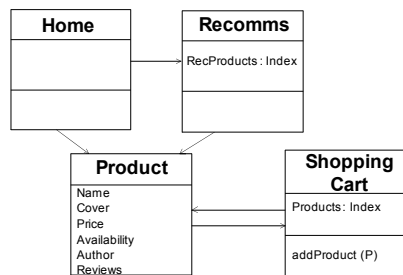 Home
Recomms
RecProducts : Index
Product
Name
Cover
Price
Availability
Author
Reviews
Shopping
Cart
Products : Index
addProduct (P)